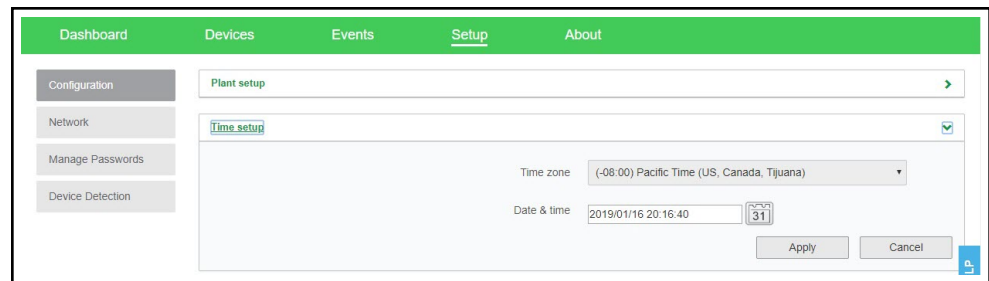 Dashboard Devices Events Setup About
Configuration
Network
Manage Passwords
Device Detection
Plant setup
Time setup
Time zone (-08:00) Pacific Time (US, Canada, Tijuana)
Date & time 2019/01/16 20:16:40 31
Apply Cancel
LP